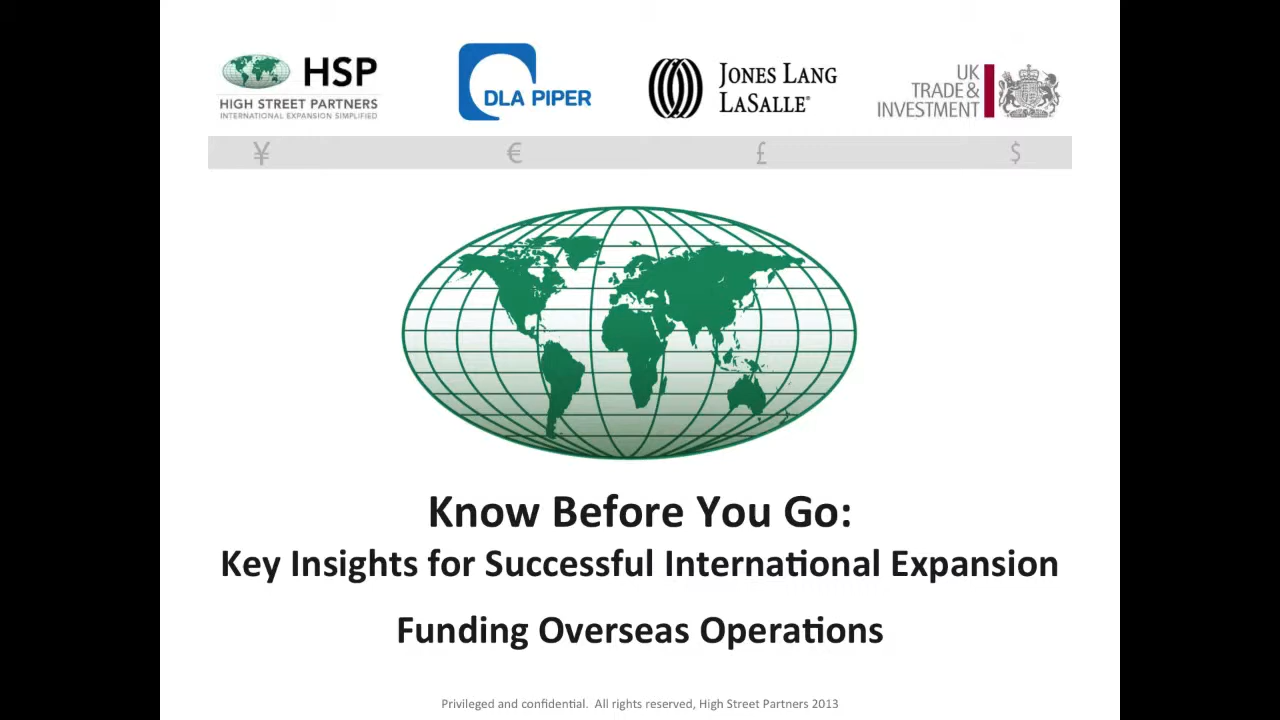 HSP
HIGH STREET PARTNERS
INTERNATIONAL EXPANSION SIMPLIFIED
DLA PIPER
JONES LANG
LASALLE®
UK
TRADE &
INVESTMENT
¥ € £ $
Know Before You Go:
Key Insights for Successful International Expansion
Funding Overseas Operations
Privileged and confidential. All rights reserved, High Street Partners 2013